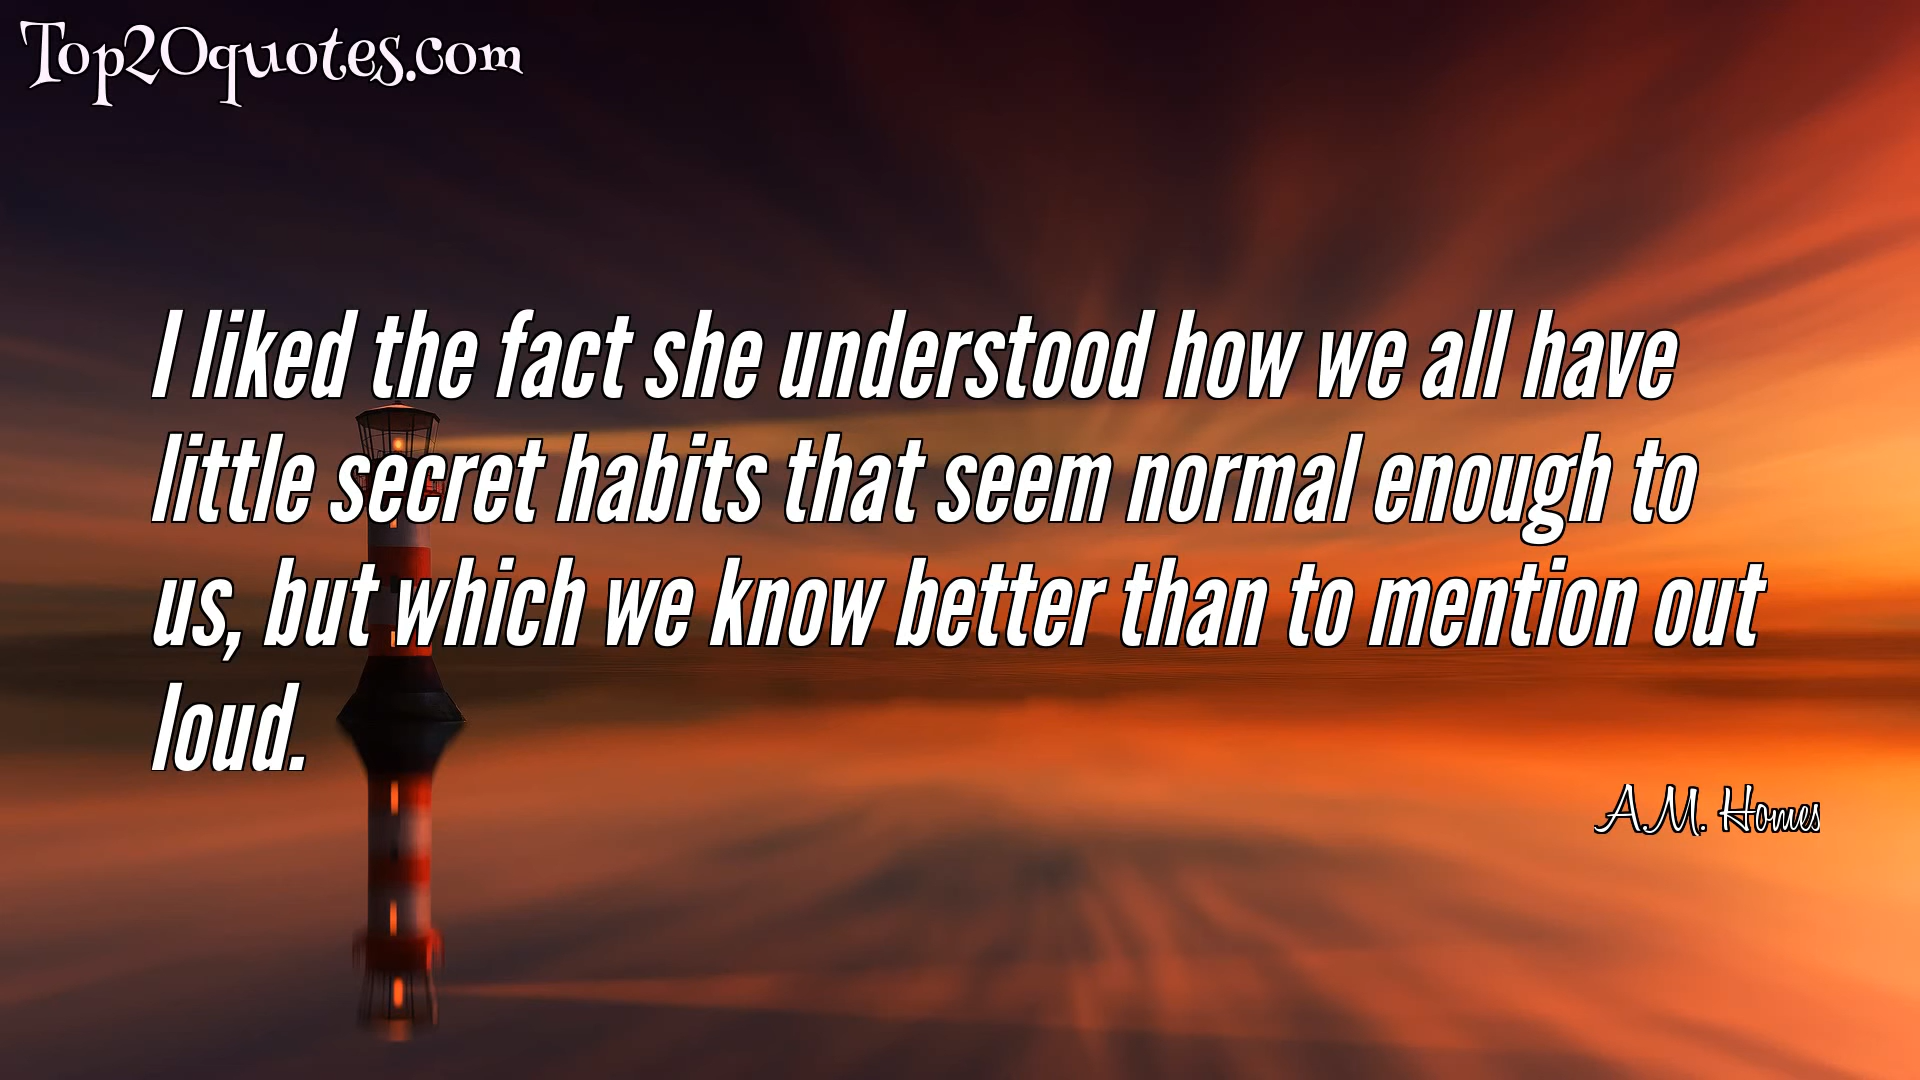 Top20quotes.com
I liked the fact she understood how we all have
little secret habits that seem normal enough to
us, but which we know better than to mention out
loud.
A.M. Homes